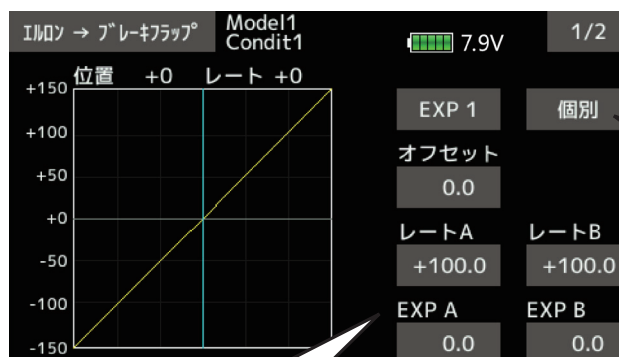 ｴﾙﾛﾝ → ﾌﾞﾚｰｷﾌﾗｯﾌﾟ
Model1
Condit1
7.9V
1/2
位置 +0 レート +0
+150
+100
+50
+0
-50
-100
-150
EXP 1
個別
オフセット
0.0
レートA
レートB
+100.0
+100.0
EXP A
EXP B
0.0
0.0